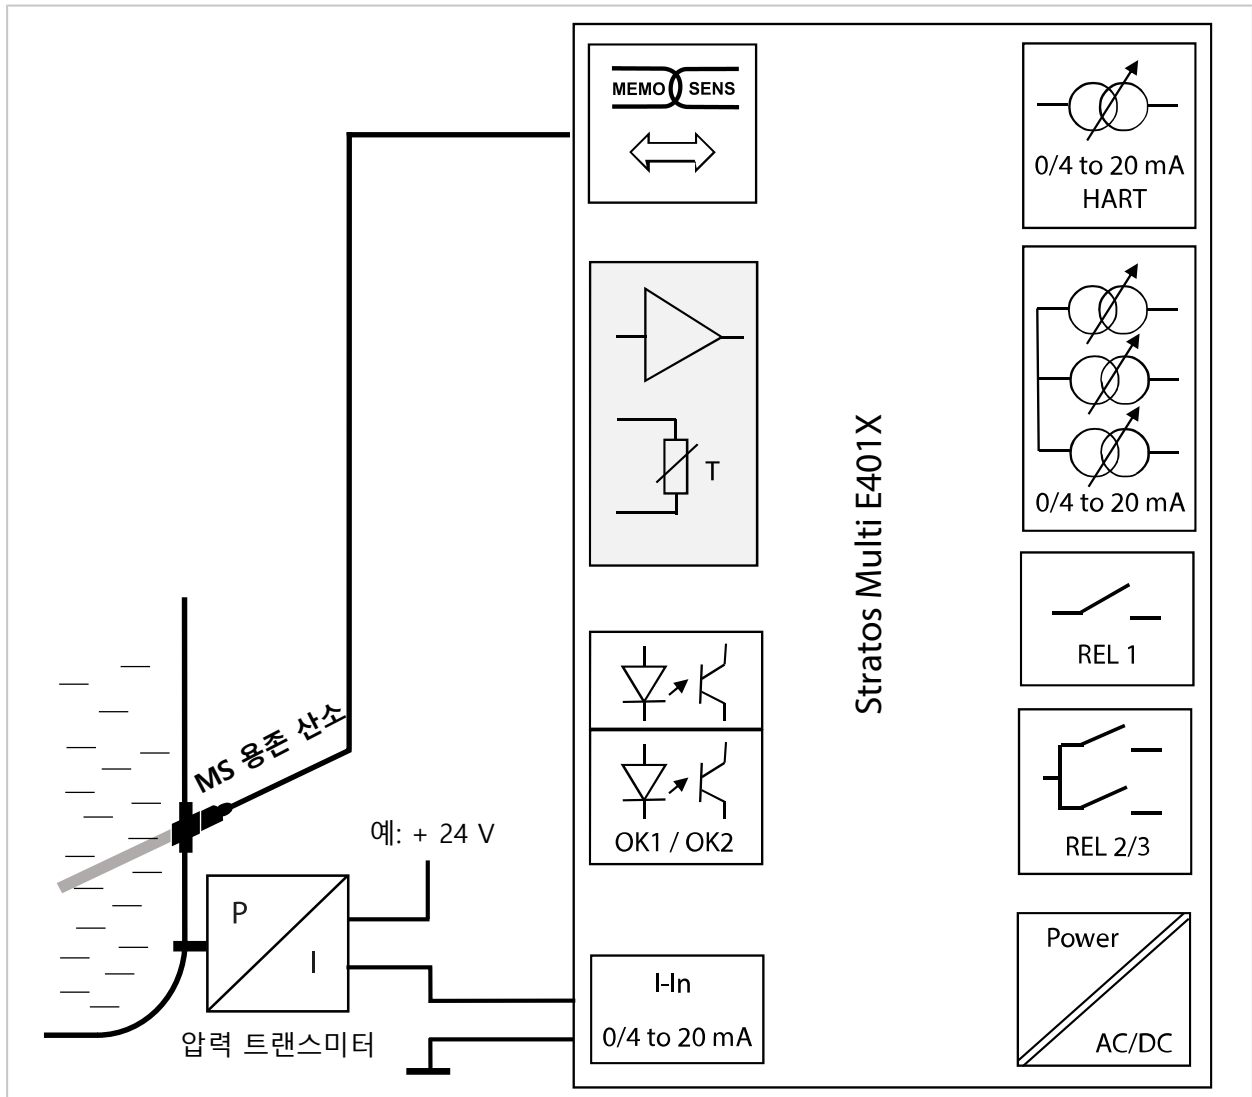 MEMO SENS
0/4 to 20 mA
HART
T
0/4 to 20 mA
Stratos Multi E401X
REL 1
OK1 / OK2
REL 2/3
MS 용존 산소
예: + 24 V
P
I
압력 트랜스미터
I-In
0/4 to 20 mA
Power
AC/DC